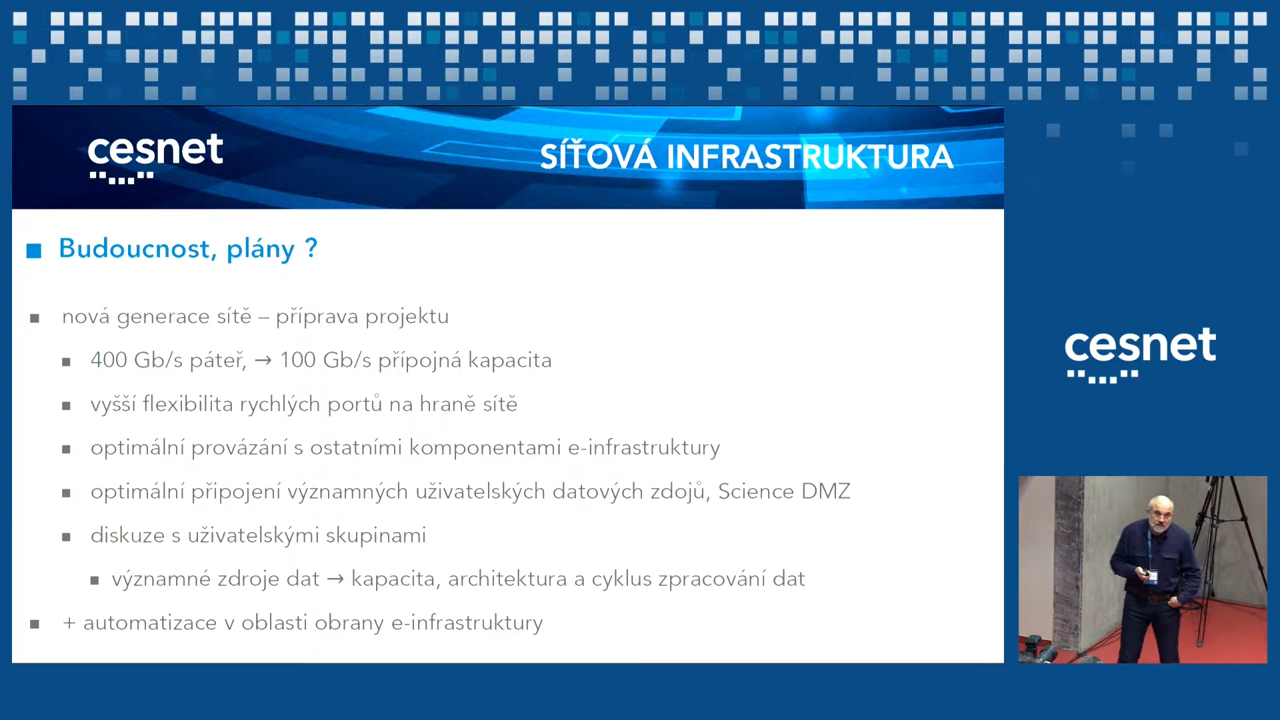 cesnet
SÍŤOVÁ INFRASTRUKTURA
Budoucnost, plány ?
nová generace sítě – příprava projektu
400 Gb/s páteř, → 100 Gb/s přípojná kapacita
vyšší flexibilita rychlých portů na hraně sítě
optimální provázání s ostatními komponentami e-infrastruktury
optimální připojení významných uživatelských datových zdojů, Science DMZ
diskuze s uživatelskými skupinami
významné zdroje dat → kapacita, architektura a cyklus zpracování dat
+ automatizace v oblasti obrany e-infrastruktury
cesnet